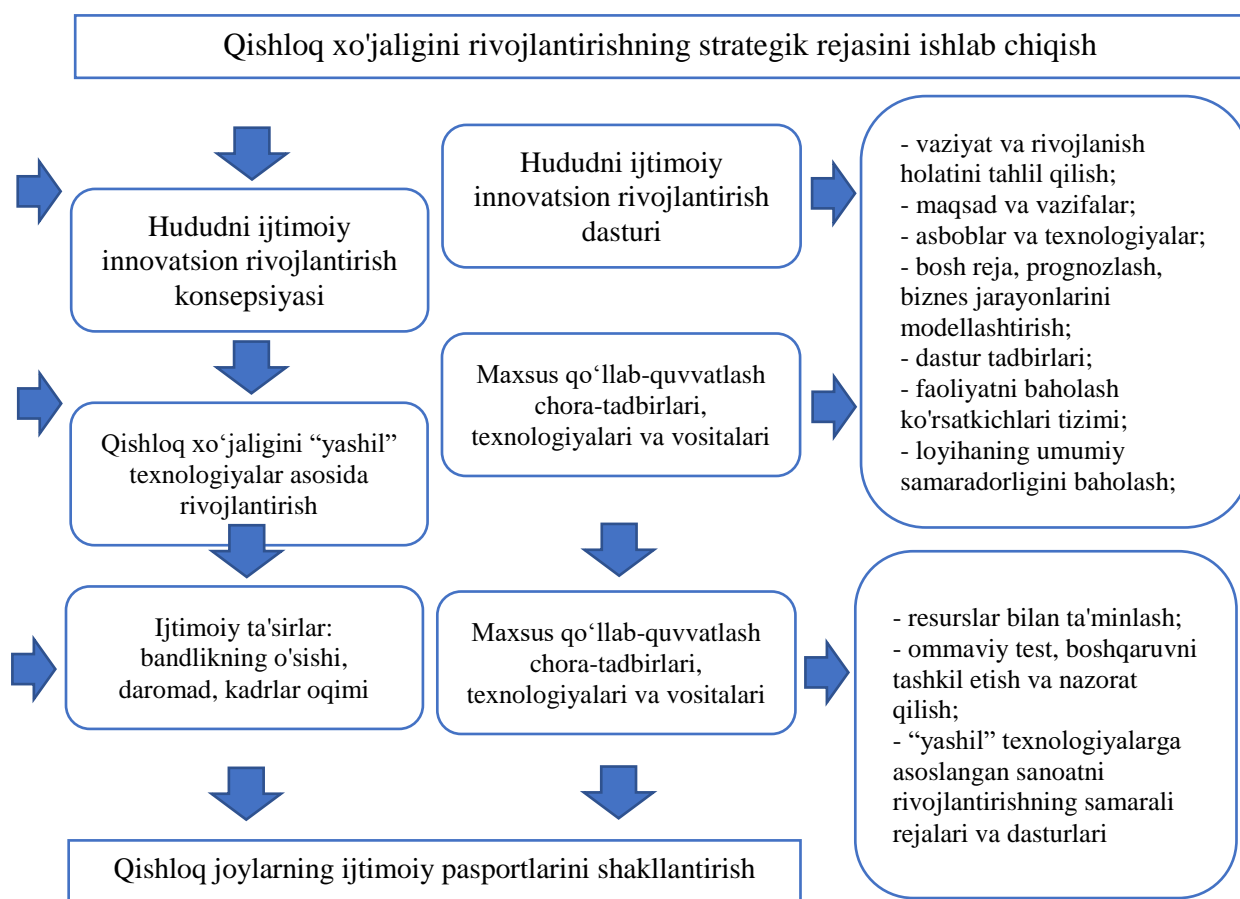 Qishloq xo'jaligini rivojlantirishning strategik rejasini ishlab chiqish
Hududni ijtimoiy
innovatsion rivojlantirish
konsepsiyasi
Hududni ijtimoiy
innovatsion rivojlantirish
dasturi
- vaziyat va rivojlanish
holatini tahlil qilish;
- maqsad va vazifalar;
- asboblar va texnologiyalar;
- bosh reja, prognozlash,
biznes jarayonlarini
modellashtirish;
- dastur tadbirlari;
- faoliyatni baholash
ko'rsatkichlari tizimi;
- loyihaning umumiy
samaradorligini baholash;
Qishloq xo‘jaligini “yashil”
texnologiyalar asosida
rivojlantirish
Maxsus qo‘llab-quvvatlash
chora-tadbirlari,
texnologiyalari va vositalari
Ijtimoiy ta'sirlar:
bandlikning o'sishi,
daromad, kadrlar oqimi
Maxsus qo‘llab-quvvatlash
chora-tadbirlari,
texnologiyalari va vositalari
- resurslar bilan ta'minlash;
- ommaviy test, boshqaruvni
tashkil etish va nazorat
qilish;
- “yashil” texnologiyalarga
asoslangan sanoatni
rivojlantirishning samarali
rejalari va dasturlari
Qishloq joylarning ijtimoiy pasportlarini shakllantirish